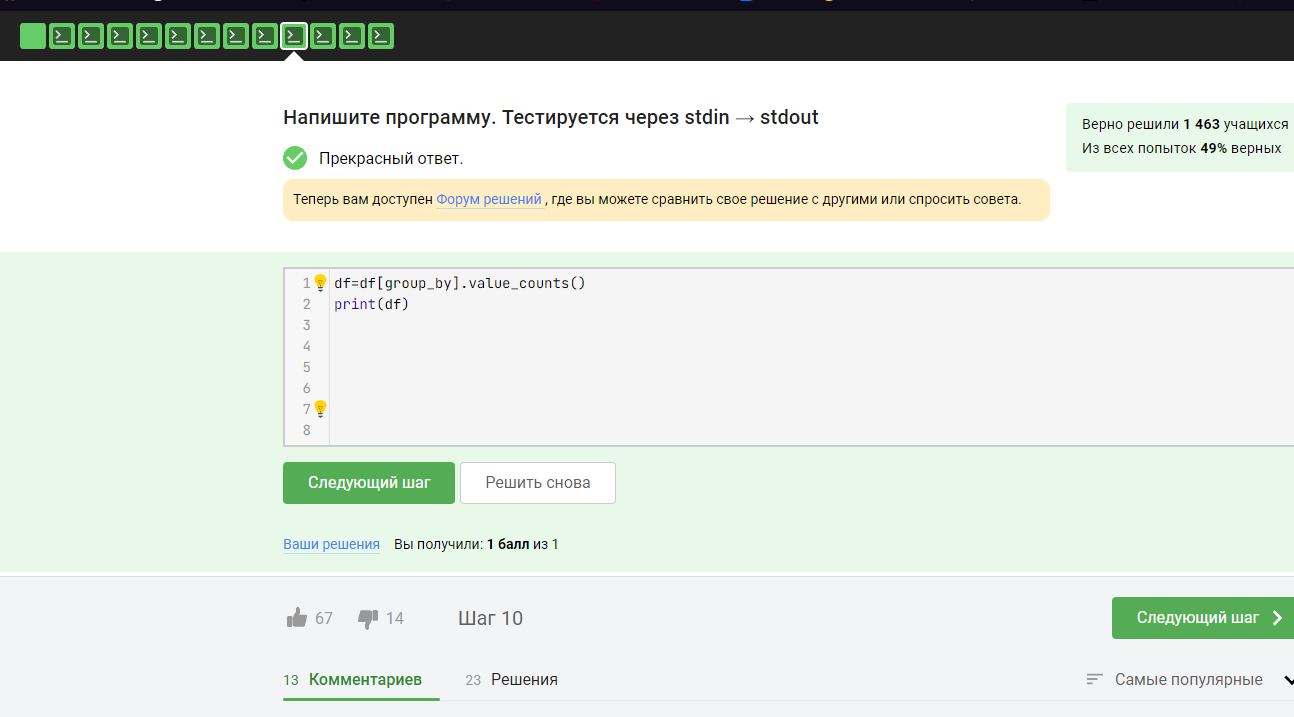 Напишите программу. Тестируется через stdin → stdout
Верно решили 1 463 учащихся
Из всех попыток 49% верных
Прекрасный ответ.
Теперь вам доступен Форум решений , где вы можете сравнить свое решение с другими или спросить совета.
1 df=df[group_by].value_counts()
2 print(df)
3
4
5
6
7
8
Следующий шаг Решить снова
Ваши решения Вы получили: 1 балл из 1
67 14 Шаг 10 Следующий шаг
13 Комментариев 23 Решения Самые популярные